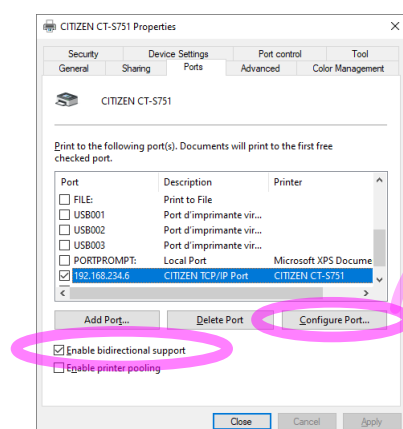 CITIZEN CT-S751 Properties
Security Device Settings Port control Tool
General Sharing Ports Advanced Color Management
CITIZEN CT-S751
Print to the following port(s). Documents will print to the first free
checked port.
Port Description Printer
FILE: Print to File
USB001 Port d'imprimante vir...
USB002 Port d'imprimante vir...
USB003 Port d'imprimante vir...
PORTPROMPT: Local Port Microsoft XPS Docume
192.168.234.6 CITIZEN TCP/IP Port CITIZEN CT-S751
Add Port... Delete Port Configure Port...
Enable bidirectional support
Enable printer pooling
Close Cancel Apply